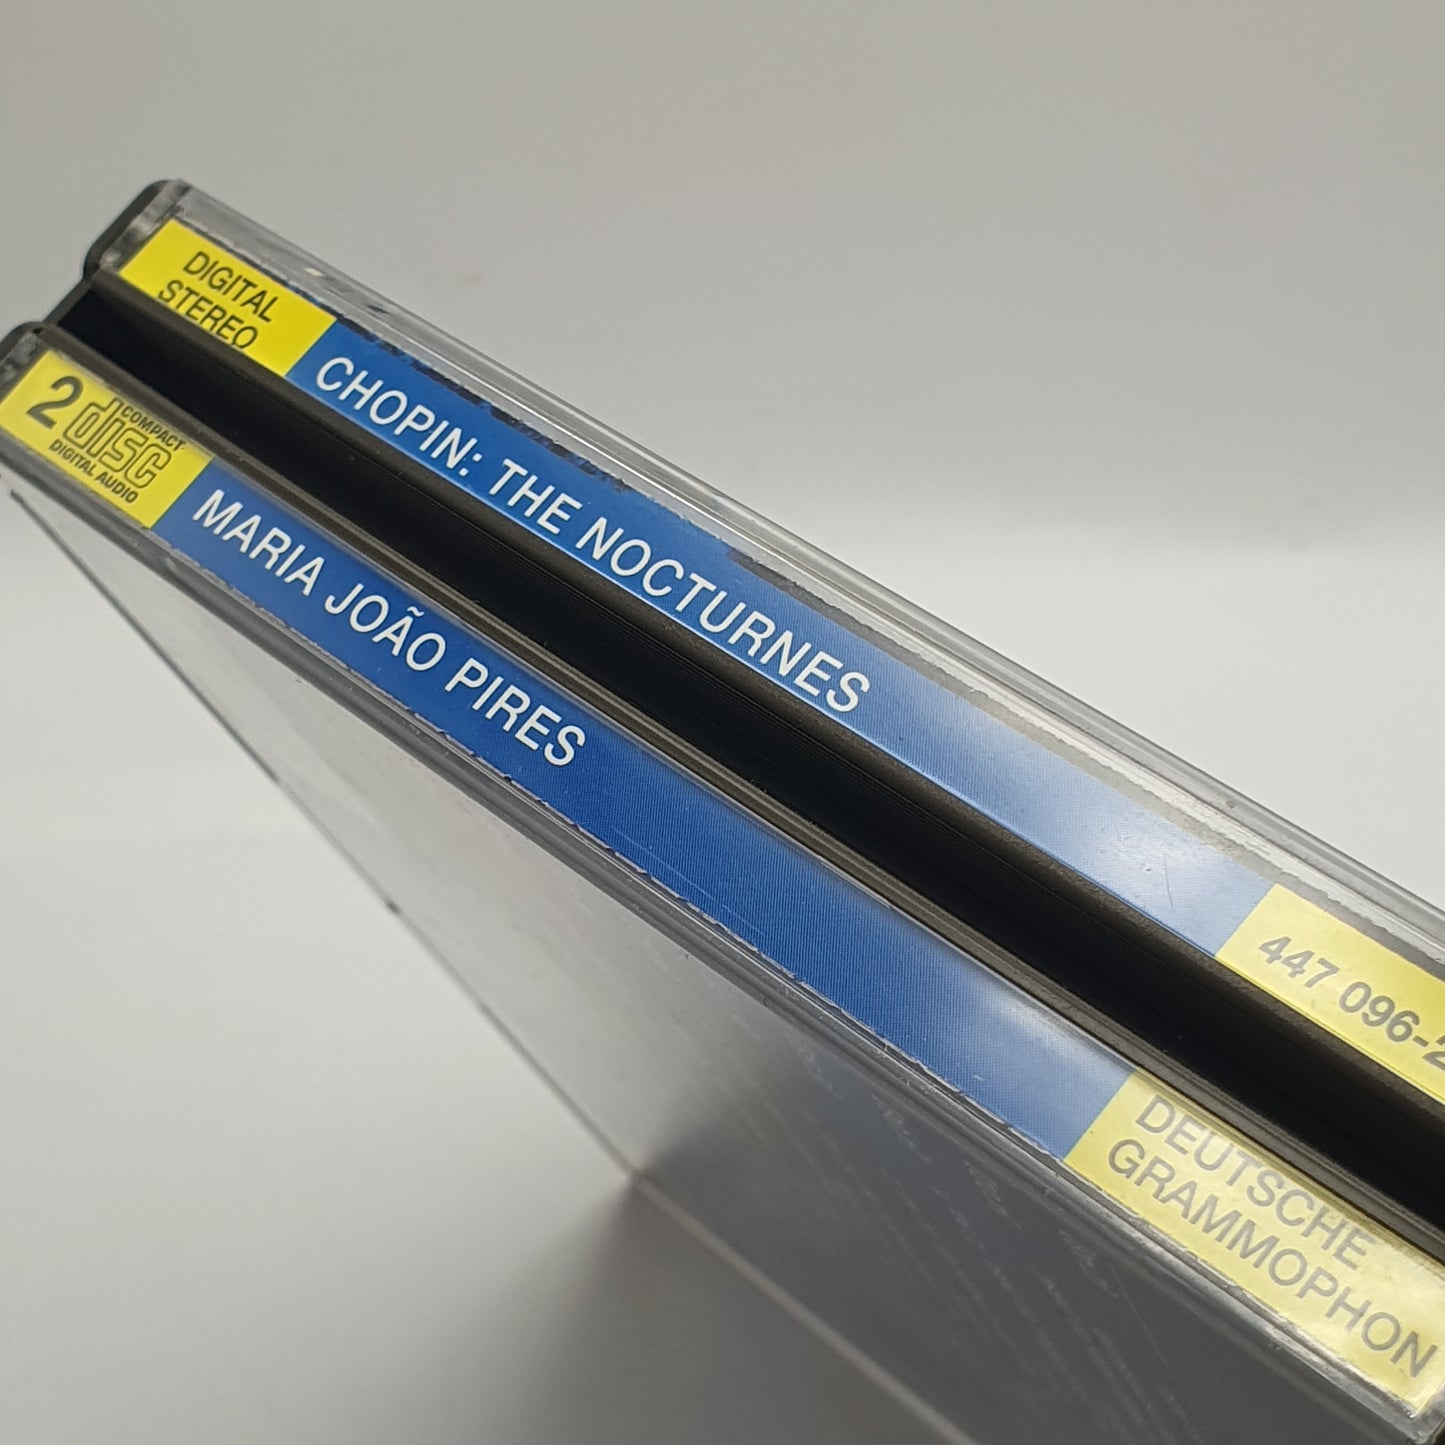 DIGITAL
STEREO
CHOPIN: THE NOCTURNES
447 096-2
2
COMPACT
disc
DIGITAL AUDIO
MARIA JOÃO PIRES
DEUTSCHE
GRAMMOPHON